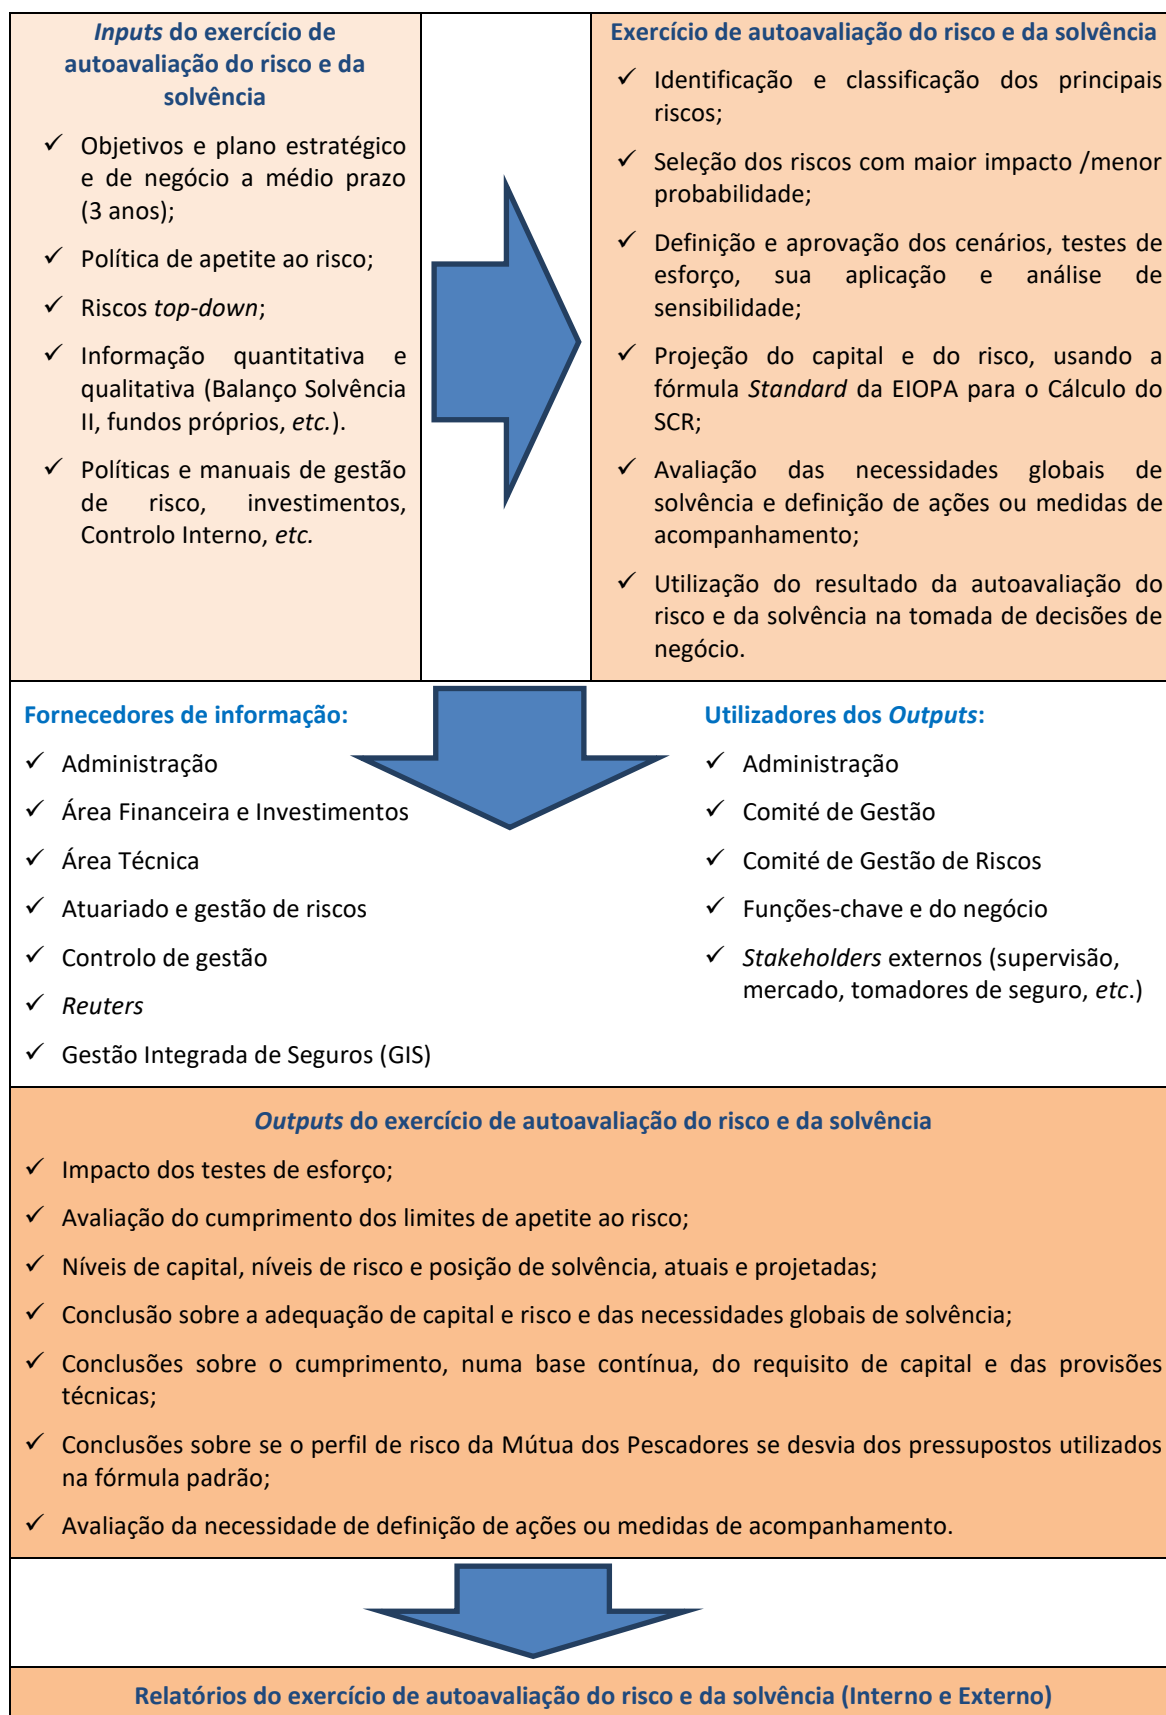 Inputs do exercício de
autoavaliação do risco e da
solvência
✓ Objetivos e plano estratégico
e de negócio a médio prazo
(3 anos);
✓ Política de apetite ao risco;
✓ Riscos top-down;
✓ Informação quantitativa e
qualitativa (Balanço Solvência
II, fundos próprios, etc.).
✓ Políticas e manuais de gestão
de risco, investimentos,
Controlo Interno, etc.
Exercício de autoavaliação do risco e da solvência
✓ Identificação e classificação dos principais
riscos;
✓ Seleção dos riscos com maior impacto /menor
probabilidade;
✓ Definição e aprovação dos cenários, testes de
esforço, sua aplicação e análise de
sensibilidade;
✓ Projeção do capital e do risco, usando a
fórmula Standard da EIOPA para o Cálculo do
SCR;
✓ Avaliação das necessidades globais de
solvência e definição de ações ou medidas de
acompanhamento;
✓ Utilização do resultado da autoavaliação do
risco e da solvência na tomada de decisões de
negócio.
Fornecedores de informação:
✓ Administração
✓ Área Financeira e Investimentos
✓ Área Técnica
✓ Atuariado e gestão de riscos
✓ Controlo de gestão
✓ Reuters
✓ Gestão Integrada de Seguros (GIS)
Utilizadores dos Outputs:
✓ Administração
✓ Comité de Gestão
✓ Comité de Gestão de Riscos
✓ Funções-chave e do negócio
✓ Stakeholders externos (supervisão,
mercado, tomadores de seguro, etc.)
Outputs do exercício de autoavaliação do risco e da solvência
✓ Impacto dos testes de esforço;
✓ Avaliação do cumprimento dos limites de apetite ao risco;
✓ Níveis de capital, níveis de risco e posição de solvência, atuais e projetadas;
✓ Conclusão sobre a adequação de capital e risco e das necessidades globais de solvência;
✓ Conclusões sobre o cumprimento, numa base contínua, do requisito de capital e das provisões
técnicas;
✓ Conclusões sobre se o perfil de risco da Mútua dos Pescadores se desvia dos pressupostos utilizados
na fórmula padrão;
✓ Avaliação da necessidade de definição de ações ou medidas de acompanhamento.
Relatórios do exercício de autoavaliação do risco e da solvência (Interno e Externo)